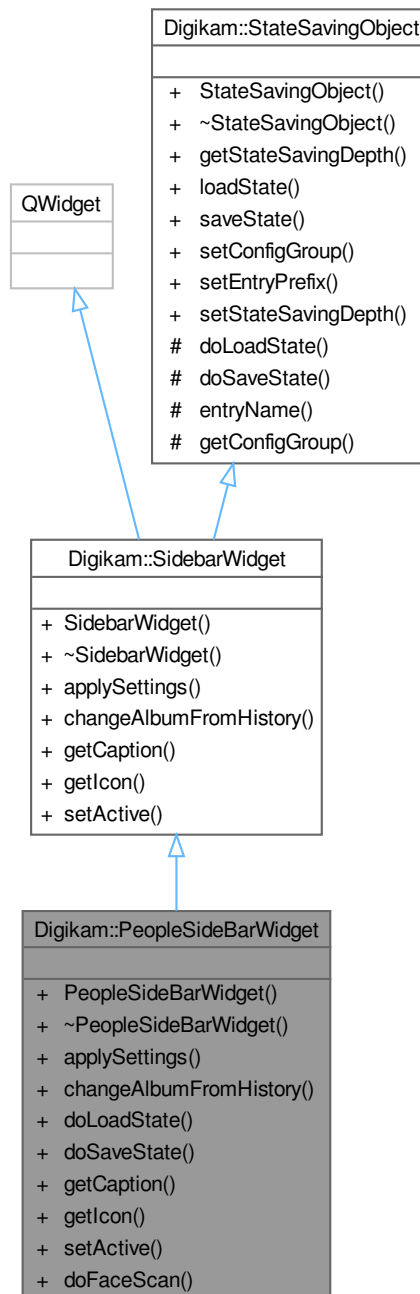 Digikam::StateSavingObject
+ StateSavingObject()
+ ~StateSavingObject()
+ getStateSavingDepth()
+ loadState()
+ saveState()
+ setConfigGroup()
+ setEntryPrefix()
+ setStateSavingDepth()
# doLoadState()
# doSaveState()
# entryName()
# getConfigGroup()
QWidget
Digikam::SidebarWidget
+ SidebarWidget()
+ ~SidebarWidget()
+ applySettings()
+ changeAlbumFromHistory()
+ getCaption()
+ getIcon()
+ setActive()
Digikam::PeopleSideBarWidget
+ PeopleSideBarWidget()
+ ~PeopleSideBarWidget()
+ applySettings()
+ changeAlbumFromHistory()
+ doLoadState()
+ doSaveState()
+ getCaption()
+ getIcon()
+ setActive()
+ doFaceScan()